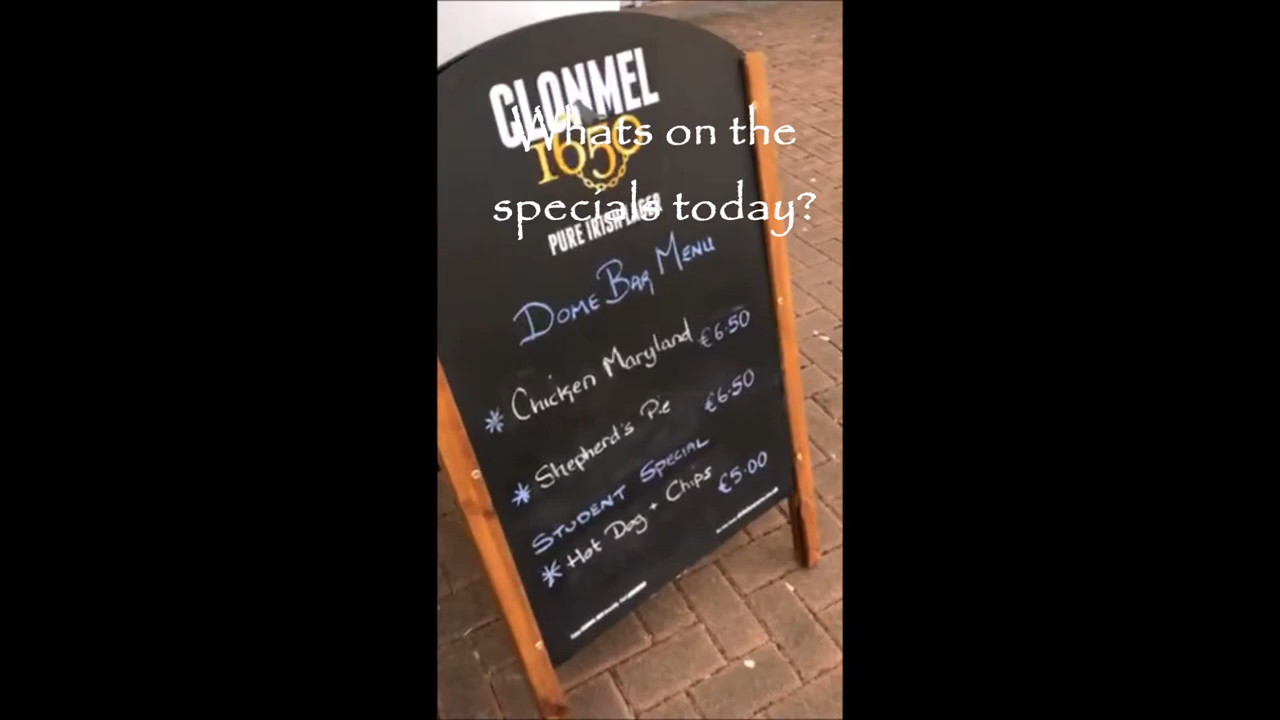 CLONMEL
1650
PURE IRISH LAGER
Whats on the
specials today?
DOME BAR MENU
* Chicken Maryland €6.50
* Shepherd's Pie €6.50
STUDENT SPECIAL
* Hot Dog + Chips €5.00